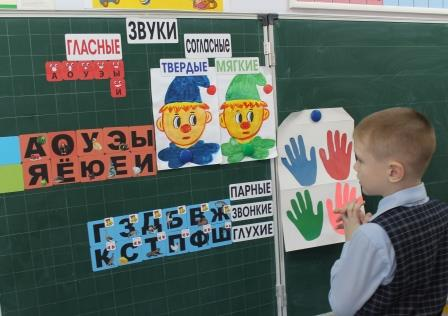 ЗВУКИ
ГЛАСНЫЕ
СОГЛАСНЫЕ
ТВЕРДЫЕ МЯГКИЕ
А О У Э Ы
И
А О У Э Ы
Я Ё Ю Е И
ПАРНЫЕ
ЗВОНКИЕ
ГЛУХИЕ
Г З Д Б В Ж
К С Т П Ф Ш